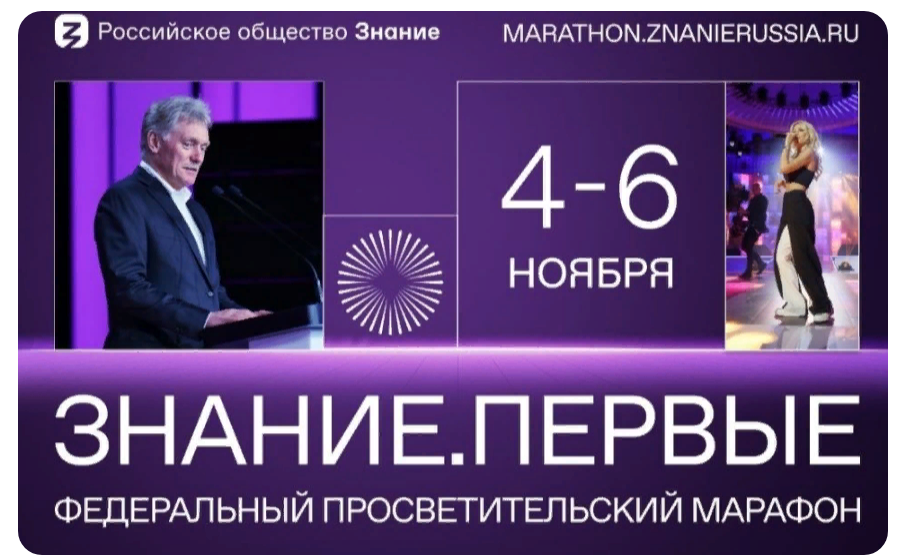 Российское общество Знание
MARATHON.ZNANIERUSSIA.RU
4-6
НОЯБРЯ
ЗНАНИЕ.ПЕРВЫЕ
ФЕДЕРАЛЬНЫЙ ПРОСВЕТИТЕЛЬСКИЙ МАРАФОН